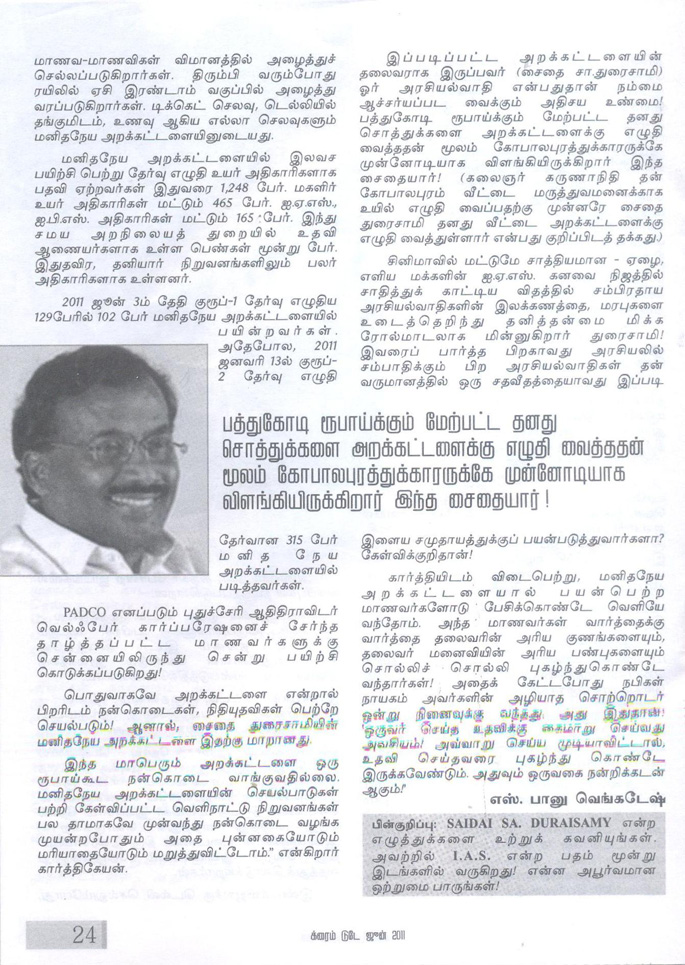 மாணவ-மாணவிகள் விமானத்தில் அழைத்துச்
செல்லப்படுகிறார்கள். திரும்பி வரும்போது
ரயிலில் ஏசி இரண்டாம் வகுப்பில் அழைத்து
வரப்படுகிறார்கள். டிக்கெட் செலவு, டெல்லியில்
தங்குமிடம், உணவு ஆகிய எல்லா செலவுகளும்
மனிதநேய அறக்கட்டளையினுடையது.
மனிதநேய அறக்கட்டளையில் இலவச
பயிற்சி பெற்று தேர்வு எழுதி உயர் அதிகாரிகளாக
பதவி ஏற்றவர்கள் இதுவரை 1,248 பேர். மகளிர்
உயர் அதிகாரிகள் மட்டும் 465 பேர். ஐ.ஏ.எஸ்.,
ஐ.பி.எஸ். அதிகாரிகள் மட்டும் 165 பேர். இந்து
சமய அறநிலையத் துறையில் உதவி
ஆணையர்களாக உள்ள பெண்கள் மூன்று பேர்.
இதுதவிர, தனியார் நிறுவனங்களிலும் பலர்
அதிகாரிகளாக உள்ளனர்.
2011 ஜூன் 3ம் தேதி குரூப்-1 தேர்வு எழுதிய
129பேரில் 102 பேர் மனிதநேய அறக்கட்டளையில்
பயின்றவர்கள்.
அதேபோல, 2011
ஜனவரி 13ல் குரூப்-
2 தேர்வு எழுதி
தேர்வான 315 பேர்
மனித நேய
அறக்கட்டளையில்
படித்தவர்கள்.
PADCO எனப்படும் புதுச்சேரி ஆதிதிராவிடர்
வெல்ஃபேர் கார்ப்பரேஷனைச் சேர்ந்த
தாழ்த்தப்பட்ட மாணவர்களுக்கு
சென்னையிலிருந்து சென்று பயிற்சி
கொடுக்கப்படுகிறது!
பொதுவாகவே அறக்கட்டளை என்றால்
பிறரிடம் நன்கொடைகள், நிதியுதவிகள் பெற்றே
செயல்படும்! ஆனால், சைதை துரைசாமியின்
மனிதநேய அறக்கட்டளை இதற்கு மாறானது.
இந்த மாபெரும் அறக்கட்டளை ஒரு
ரூபாய்கூட நன்கொடை வாங்குவதில்லை.
மனிதநேய அறக்கட்டளையின் செயல்பாடுகள்
பற்றி கேள்விப்பட்ட வெளிநாட்டு நிறுவனங்கள்
பல தாமாகவே முன்வந்து நன்கொடை வழங்க
முயன்றபோதும் அதை புன்னகையோடும்
மரியாதையோடும் மறுத்துவிட்டோம்." என்கிறார்
கார்த்திகேயன்.
இப்படிப்பட்ட அறக்கட்டளையின்
தலைவராக இருப்பவர் (சைதை சா.துரைசாமி)
ஓர் அரசியல்வாதி என்பதுதான் நம்மை
ஆச்சர்யப்பட வைக்கும் அதிசய உண்மை!
பத்துகோடி ரூபாய்க்கும் மேற்பட்ட தனது
சொத்துக்களை அறக்கட்டளைக்கு எழுதி
வைத்ததன் மூலம் கோபாலபுரத்துக்காரருக்கே
முன்னோடியாக விளங்கியிருக்கிறார் இந்த
சைதையார்! (கலைஞர் கருணாநிதி தன்
கோபாலபுரம் வீட்டை மருத்துவமனைக்காக
உயில் எழுதி வைப்பதற்கு முன்னரே சைதை
துரைசாமி தனது வீட்டை அறக்கட்டளைக்கு
எழுதி வைத்துள்ளார் என்பது குறிப்பிடத் தக்கது.)
சினிமாவில் மட்டுமே சாத்தியமான - ஏழை,
எளிய மக்களின் ஐ.ஏ.எஸ். கனவை நிஜத்தில்
சாதித்துக் காட்டிய விதத்தில் சம்பிரதாய
அரசியல்வாதிகளின் இலக்கணத்தை, மரபுகளை
உடைத்தெறிந்து தனித்தன்மை மிக்க
ரோல்மாடலாக மின்னுகிறார் துரைசாமி!
இவரைப் பார்த்த பிறகாவது அரசியலில்
சம்பாதிக்கும் பிற அரசியல்வாதிகள் தன்
வருமானத்தில் ஒரு சதவீதத்தையாவது இப்படி
பத்துகோடி ரூபாய்க்கும் மேற்பட்ட தனது
சொத்துக்களை அறக்கட்டளைக்கு எழுதி வைத்ததன்
மூலம் கோபாலபுரத்துக்காரருக்கே முன்னோடியாக
விளங்கியிருக்கிறார் இந்த சைதையார் !
இளைய சமுதாயத்துக்குப் பயன்படுத்துவார்களா?
கேள்விக்குறிதான்!
கார்த்தியிடம் விடைபெற்று, மனிதநேய
அறக்கட்டளையால் பயன்பெற்ற
மாணவர்களோடு பேசிக்கொண்டே வெளியே
வந்தோம். அந்த மாணவர்கள் வார்த்தைக்கு
வார்த்தை தலைவரின் அரிய குணங்களையும்,
தலைவர் மனைவியின் அரிய பண்புகளையும்
சொல்லிச் சொல்லி புகழ்ந்துகொண்டே
வந்தார்கள்! அதைக் கேட்டபோது நபிகள்
நாயகம் அவர்களின் அழியாத சொற்றொடர்
ஒன்று நினைவுக்கு வந்தது. அது இதுதான்!
ஒருவர் செய்த உதவிக்கு கைமாறு செய்வது
அவசியம்! அவ்வாறு செய்ய முடியாவிட்டால்,
உதவி செய்தவரை புகழ்ந்து கொண்டே
இருக்கவேண்டும். அதுவும் ஒருவகை நன்றிக்கடன்
ஆகும்!"
எஸ். பானு வெங்கடேஷ்
பின்குறிப்பு: SAIDAI SA. DURAISAMY என்ற
எழுத்துக்களை உற்றுக் கவனியுங்கள்.
அவற்றில் I.A.S. என்ற பதம் மூன்று
இடங்களில் வருகிறது! என்ன அபூர்வமான
ஒற்றுமை பாருங்கள்!
24
க்ரைம் டுடே ஜூன் 2011